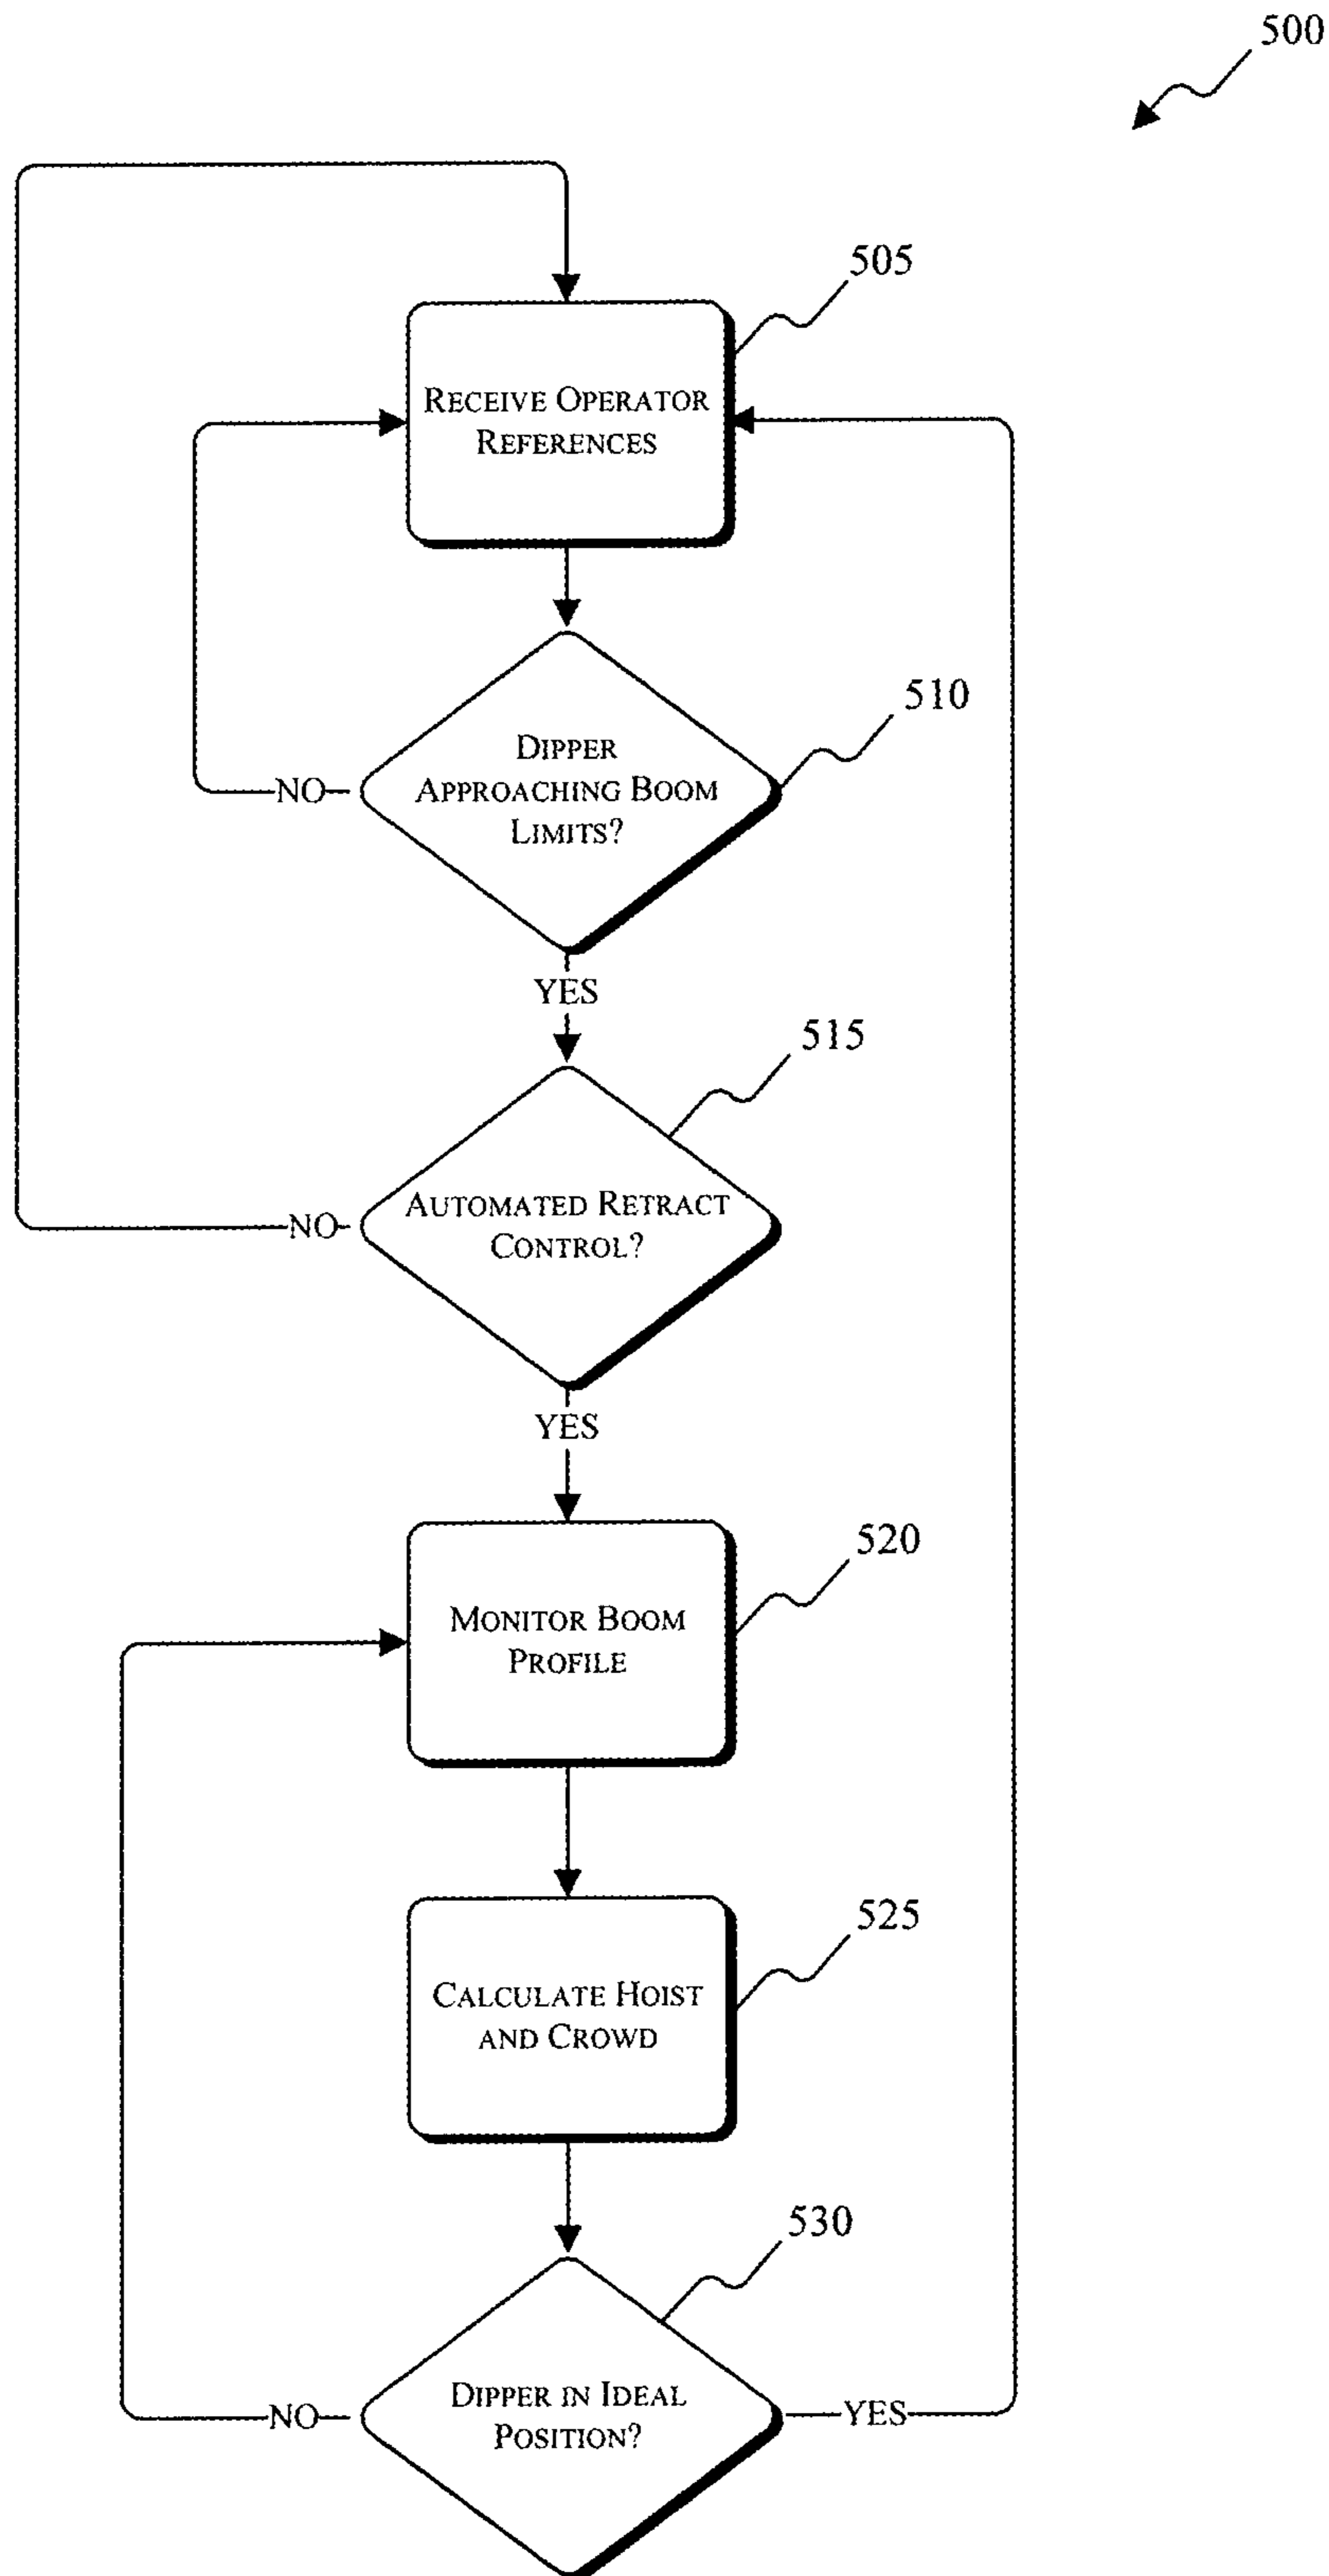 500
505
RECEIVE OPERATOR
REFERENCES
510
DIPPER
APPROACHING BOOM
LIMITS?
NO
YES
515
AUTOMATED RETRACT
CONTROL?
NO
YES
520
MONITOR BOOM
PROFILE
525
CALCULATE HOIST
AND CROWD
530
DIPPER IN IDEAL
POSITION?
NO
YES